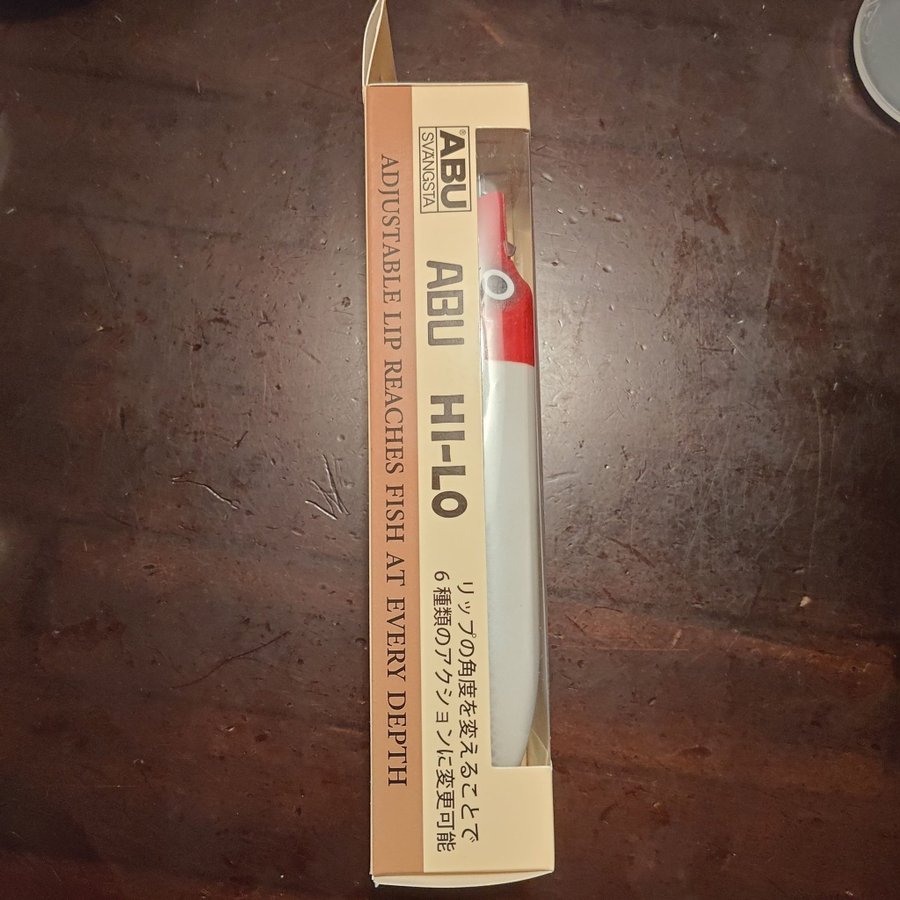 ABU®
SVÄNGSTA
ABU HI-LO
リップの角度を変えることで
6種類のアクションに変更可能
ADJUSTABLE LIP REACHES FISH AT EVERY DEPTH